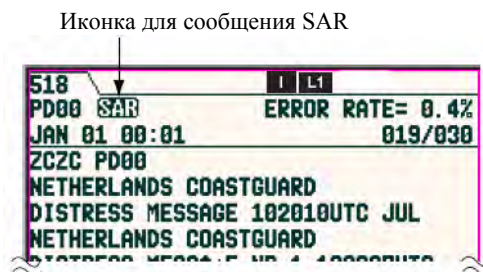 Иконка для сообщения SAR
518 I L1
PD00 SAR ERROR RATE= 0.4%
JAN 01 00:01 019/030
ZCZC PD00
NETHERLANDS COASTGUARD
DISTRESS MESSAGE 102010UTC JUL
NETHERLANDS COASTGUARD